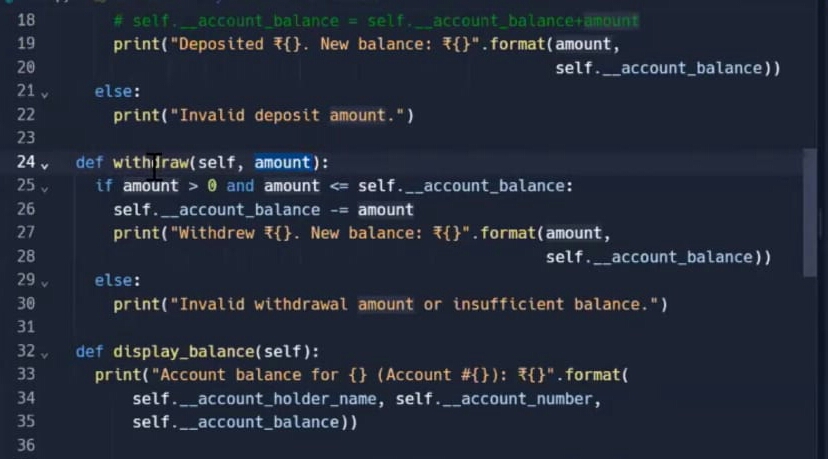 18 # self.__account_balance = self.__account_balance+amount
19 print("Deposited ₹{}. New balance: ₹{}".format(amount,
20 self.__account_balance))
21 else:
22 print("Invalid deposit amount.")
23
24 def withdraw(self, amount):
25 if amount > 0 and amount <= self.__account_balance:
26 self.__account_balance -= amount
27 print("Withdrew ₹{}. New balance: ₹{}".format(amount,
28 self.__account_balance))
29 else:
30 print("Invalid withdrawal amount or insufficient balance.")
31
32 def display_balance(self):
33 print("Account balance for {} (Account #{}): ₹{}".format(
34 self.__account_holder_name, self.__account_number,
35 self.__account_balance))
36